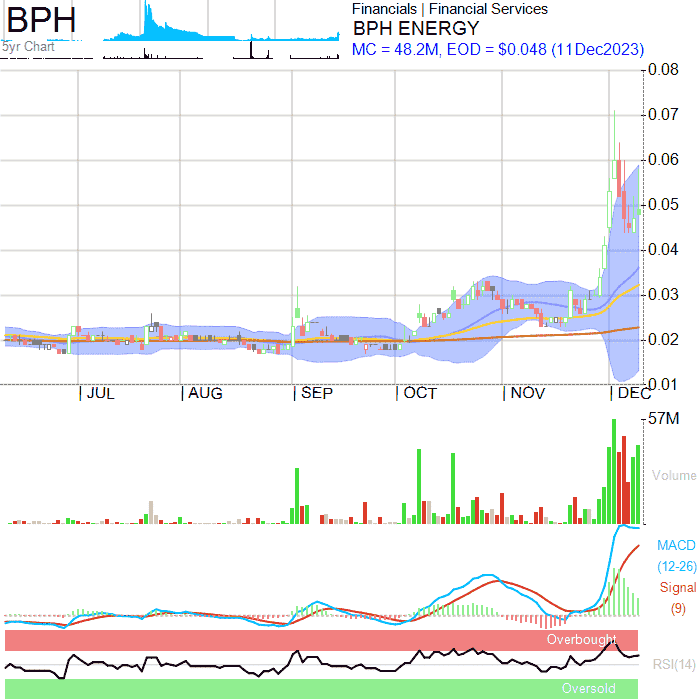 BPH
5yr Chart
Financials | Financial Services
BPH ENERGY
MC = 48.2M, EOD = $0.048 (11Dec2023)
0.08
0.07
0.06
0.05
0.04
0.03
0.02
0.01
JUL
AUG
SEP
OCT
NOV
DEC
57M
Volume
MACD
(12-26)
Signal
(9)
Overbought
RSI(14)
Oversold